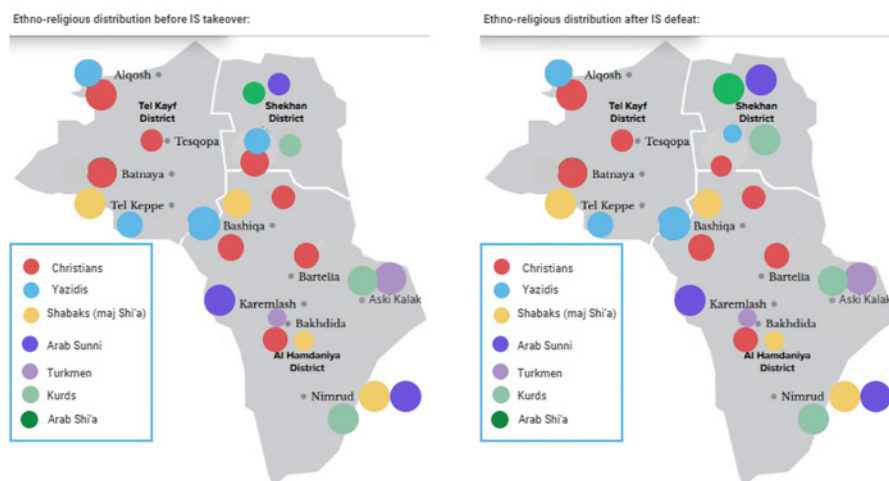 Ethno-religious distribution before IS takeover:
Alqosh
Tel Kayf
District
Shekhan
District
Tesqopa
Batnaya
Tel Keppe
Bashiqa
Christians
Yazidis
Shabaks (maj Shi'a)
Arab Sunni
Turkmen
Kurds
Arab Shi'a
Bartella
Aski Kalak
Karemlash
Bakhdida
Al Hamdaniya
District
Nimrud
Ethno-religious distribution after IS defeat:
Alqosh
Tel Kayf
District
Shekhan
District
Tesqopa
Batnaya
Tel Keppe
Bashiqa
Christians
Yazidis
Shabaks (maj Shi'a)
Arab Sunni
Turkmen
Kurds
Arab Shi'a
Bartella
Aski Kalak
Karemlash
Bakhdida
Al Hamdaniya
District
Nimrud